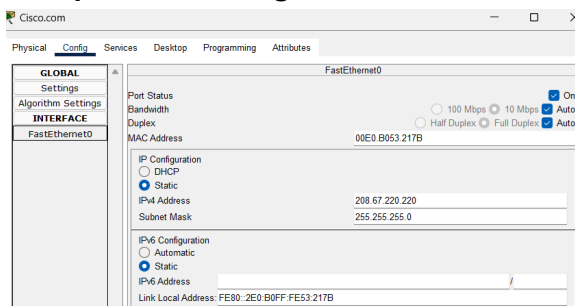 Cisco.com
Physical Config Services Desktop Programming Attributes
GLOBAL
Settings
Algorithm Settings
INTERFACE
FastEthernet0
FastEthernet0
Port Status On
Bandwidth 100 Mbps 10 Mbps Auto
Duplex Half Duplex Full Duplex Auto
MAC Address 00E0.B053.217B
IP Configuration
DHCP
Static
IPv4 Address 208.67.220.220
Subnet Mask 255.255.255.0
IPv6 Configuration
Automatic
Static
IPv6 Address /
Link Local Address: FE80::2E0:B0FF:FE53:217B